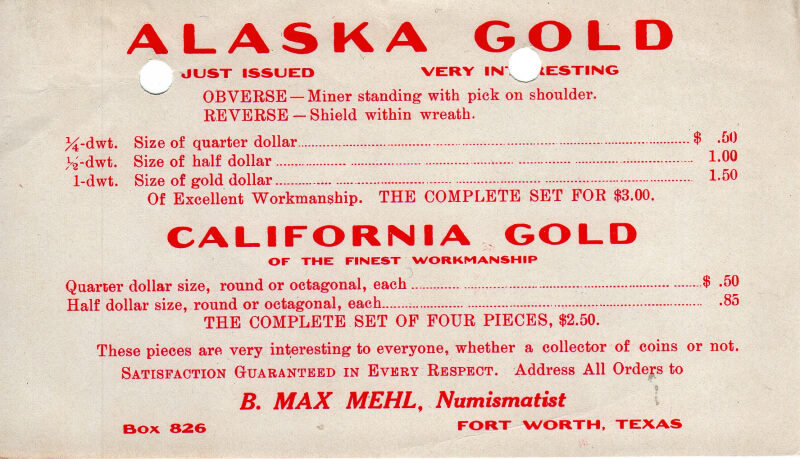 ALASKA GOLD
JUST ISSUED VERY INTERESTING
OBVERSE — Miner standing with pick on shoulder.
REVERSE — Shield within wreath.
¼-dwt. Size of quarter dollar $ .50
½-dwt. Size of half dollar 1.00
1-dwt. Size of gold dollar 1.50
Of Excellent Workmanship. THE COMPLETE SET FOR $3.00.
CALIFORNIA GOLD
OF THE FINEST WORKMANSHIP
Quarter dollar size, round or octagonal, each $ .50
Half dollar size, round or octagonal, each .85
THE COMPLETE SET OF FOUR PIECES, $2.50.
These pieces are very interesting to everyone, whether a collector of coins or not.
SATISFACTION GUARANTEED IN EVERY RESPECT. Address All Orders to
B. MAX MEHL, Numismatist
Box 826 FORT WORTH, TEXAS